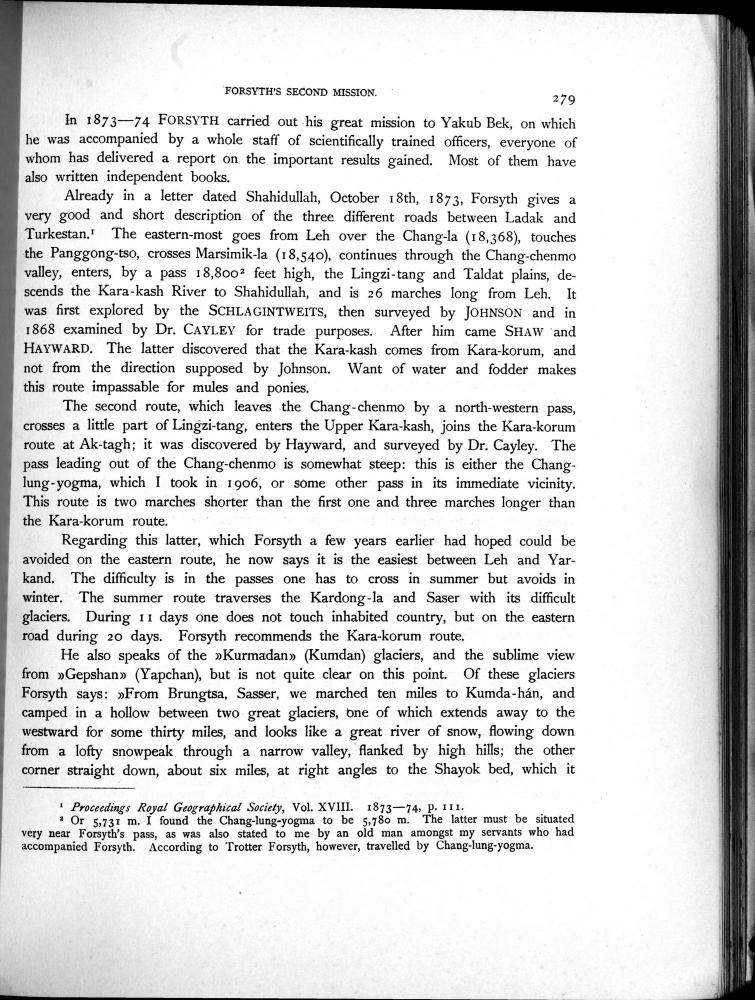 FORSYTH'S SECOND MISSION.
279
In 1873—74 FORSYTH carried out his great mission to Yakub Bek, on which
he was accompanied by a whole staff of scientifically trained officers, everyone of
whom has delivered a report on the important results gained. Most of them have
also written independent books.
Already in a letter dated Shahidullah, October 18th, 1873, Forsyth gives a
very good and short description of the three different roads between Ladak and
Turkestan.¹ The eastern-most goes from Leh over the Chang-la (18,368), touches
the Panggong-tso, crosses Marsimik-la (18,540), continues through the Chang-chenmo
valley, enters, by a pass 18,800² feet high, the Lingzi-tang and Taldat plains, de-
scends the Kara-kash River to Shahidullah, and is 26 marches long from Leh. It
was first explored by the SCHLAGINTWEITS, then surveyed by JOHNSON and in
1868 examined by Dr. CAYLEY for trade purposes. After him came SHAW and
HAYWARD. The latter discovered that the Kara-kash comes from Kara-korum, and
not from the direction supposed by Johnson. Want of water and fodder makes
this route impassable for mules and ponies.
The second route, which leaves the Chang-chenmo by a north-western pass,
crosses a little part of Lingzi-tang, enters the Upper Kara-kash, joins the Kara-korum
route at Ak-tagh; it was discovered by Hayward, and surveyed by Dr. Cayley. The
pass leading out of the Chang-chenmo is somewhat steep: this is either the Chang-
lung-yogma, which I took in 1906, or some other pass in its immediate vicinity.
This route is two marches shorter than the first one and three marches longer than
the Kara-korum route.
Regarding this latter, which Forsyth a few years earlier had hoped could be
avoided on the eastern route, he now says it is the easiest between Leh and Yar-
kand. The difficulty is in the passes one has to cross in summer but avoids in
winter. The summer route traverses the Kardong-la and Saser with its difficult
glaciers. During 11 days one does not touch inhabited country, but on the eastern
road during 20 days. Forsyth recommends the Kara-korum route.
He also speaks of the »Kurmdan» (Kumdan) glaciers, and the sublime view
from »Gepshan» (Yapchan), but is not quite clear on this point. Of these glaciers
Forsyth says: »From Brungtsa, Sasser, we marched ten miles to Kumda-hán, and
camped in a hollow between two great glaciers, one of which extends away to the
westward for some thirty miles, and looks like a great river of snow, flowing down
from a lofty snowpeak through a narrow valley, flanked by high hills; the other
corner straight down, about six miles, at right angles to the Shayok bed, which it
¹ Proceedings Royal Geographical Society, Vol. XVIII. 1873—74, p. 111.
² Or 5,731 m. I found the Chang-lung-yogma to be 5,780 m. The latter must be situated
very near Forsyth's pass, as was also stated to me by an old man amongst my servants who had
accompanied Forsyth. According to Trotter Forsyth, however, travelled by Chang-lung-yogma.